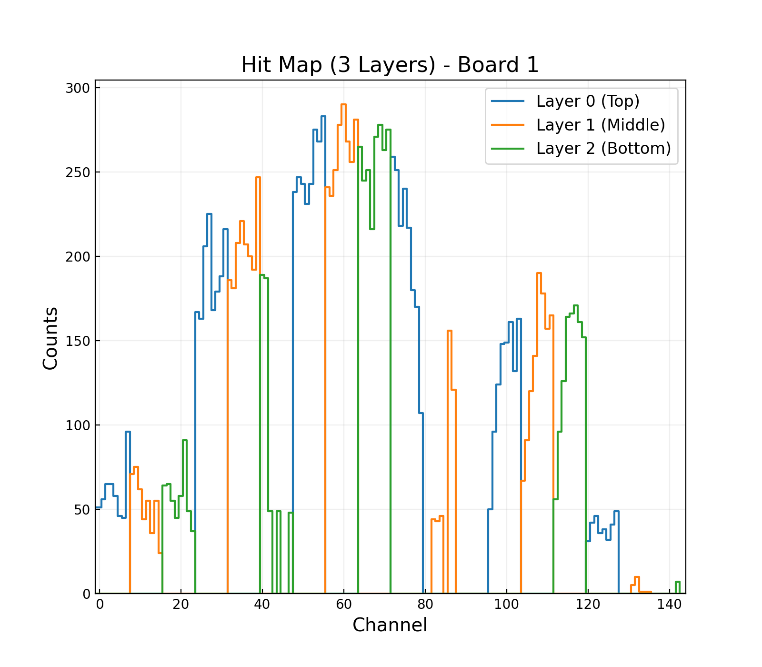 Hit Map (3 Layers) - Board 1
Layer 0 (Top)
Layer 1 (Middle)
Layer 2 (Bottom)
300
250
200
150
100
50
0
Counts
0 20 40 60 80 100 120 140
Channel